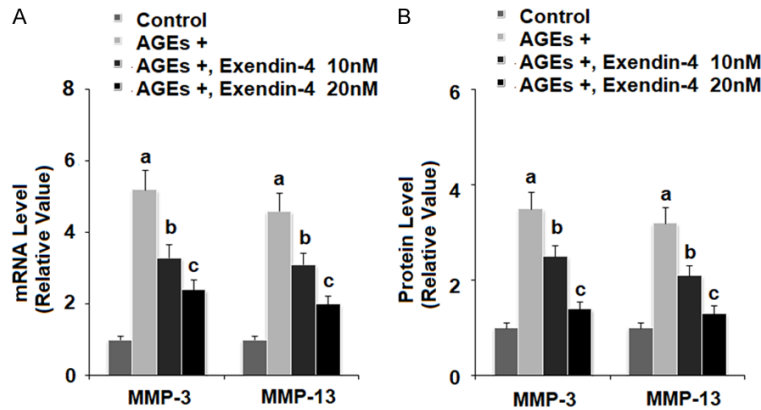 A
Control
AGEs +
AGEs +, Exendin-4 10nM
AGEs +, Exendin-4 20nM
mRNA Level
(Relative Value)
8
6
4
2
0
a
b
c
a
b
c
MMP-3
MMP-13
B
Control
AGEs +
AGEs +, Exendin-4 10nM
AGEs +, Exendin-4 20nM
Protein Level
(Relative Value)
6
4
2
0
a
b
c
a
b
c
MMP-3
MMP-13